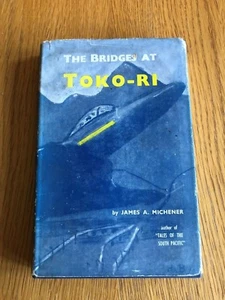 THE BRIDGES AT
TOKO-RI
by JAMES A. MICHENER
author of
"TALES OF THE
SOUTH PACIFIC"